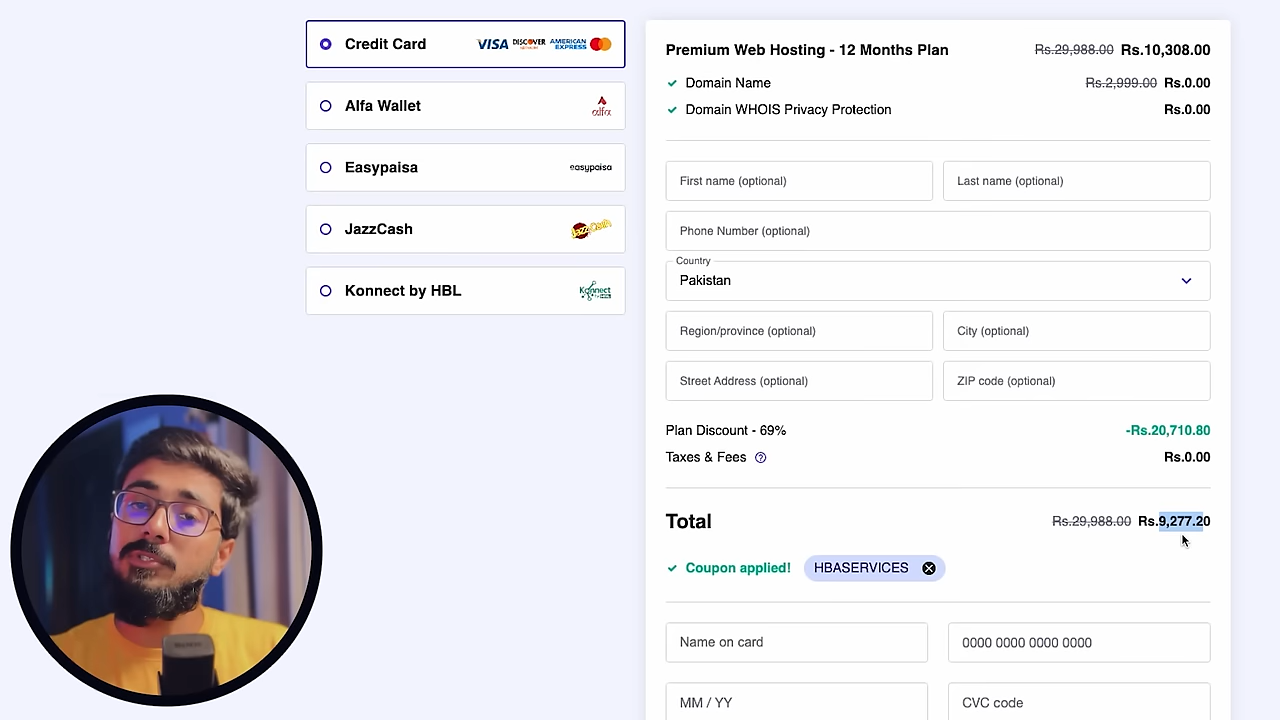 Credit Card VISA DISCOVER AMERICAN EXPRESS
Alfa Wallet alfa
Easypaisa easypaisa
JazzCash JazzCash
Konnect by HBL Konnect
Premium Web Hosting - 12 Months Plan Rs.29,988.00 Rs.10,308.00
Domain Name Rs.2,999.00 Rs.0.00
Domain WHOIS Privacy Protection Rs.0.00
First name (optional) Last name (optional)
Phone Number (optional)
Country
Pakistan
Region/province (optional) City (optional)
Street Address (optional) ZIP code (optional)
Plan Discount - 69% -Rs.20,710.80
Taxes & Fees ? Rs.0.00
Total Rs.29,988.00 Rs.9,277.20
Coupon applied! HBASERVICES
Name on card 0000 0000 0000 0000
MM / YY CVC code